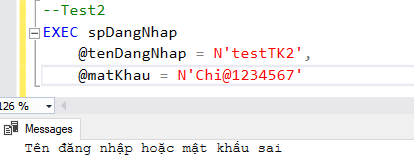 --Test2
EXEC spDangNhap
@tenDangNhap = N'testTK2',
@matKhau = N'Chi@1234567'
126 %
Messages
Tên đăng nhập hoặc mật khẩu sai